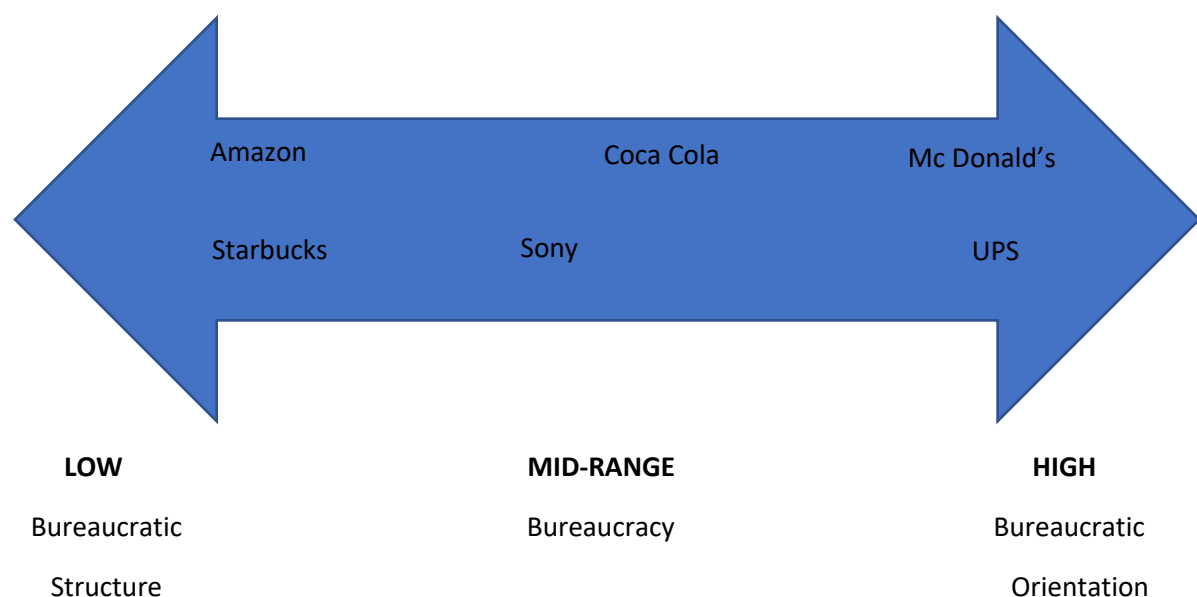 Amazon Coca Cola Mc Donald’s
Starbucks Sony UPS
LOW MID-RANGE HIGH
Bureaucratic Bureaucracy Bureaucratic
Structure Orientation